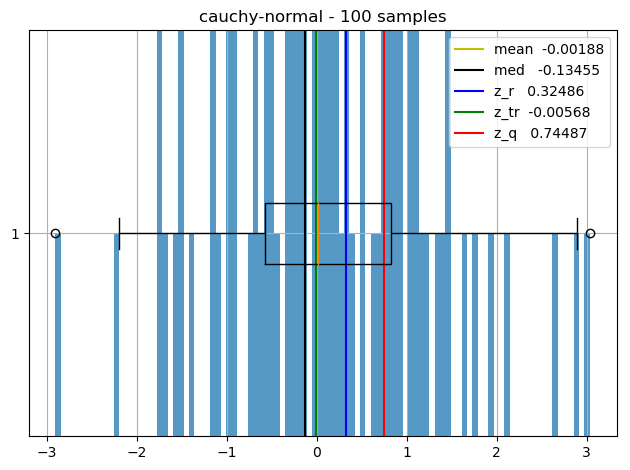 cauchy-normal - 100 samples
mean -0.00188
med -0.13455
z_r 0.32486
z_tr -0.00568
z_q 0.74487
1
−3 −2 −1 0 1 2 3